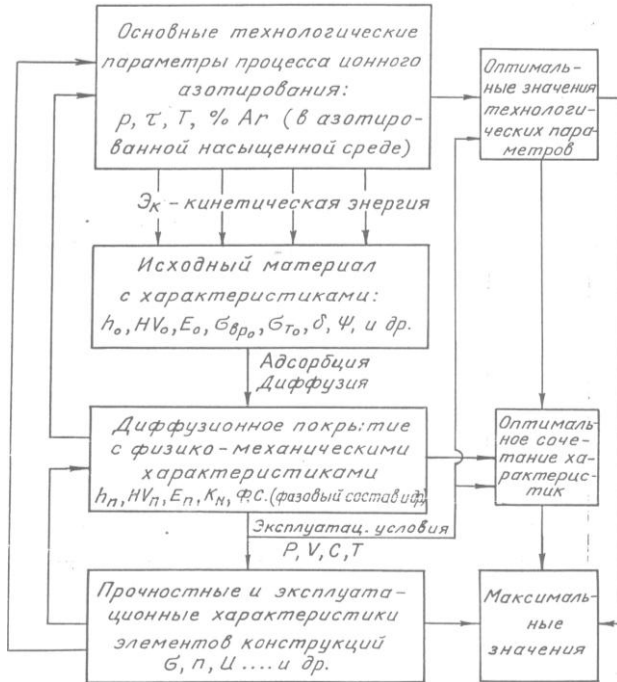 Основные технологические
параметры процесса ионного
азотирования:
p, τ, T, % Ar (в азотиро-
ванной насыщенной среде)
Оптималь-
ные значения
технологи-
ческих пара-
метров
Эк – кинетическая энергия
Исходный материал
с характеристиками:
h₀, HV₀, E₀, σвр₀, σт₀, δ, ψ, и др.
Адсорбция
Диффузия
Диффузионное покрытие
с физико-механическими
характеристиками
hп, HVп, Eп, KN, Ф.С. (фазовый состав
Оптималь-
ное соче-
тание ха-
рактерис-
тик
Эксплуатац. условия
P, V, C, T
Прочностные и эксплуата-
ционные характеристики
элементов конструкций
σ, n, И .... и др.
Максималь-
ные
значения